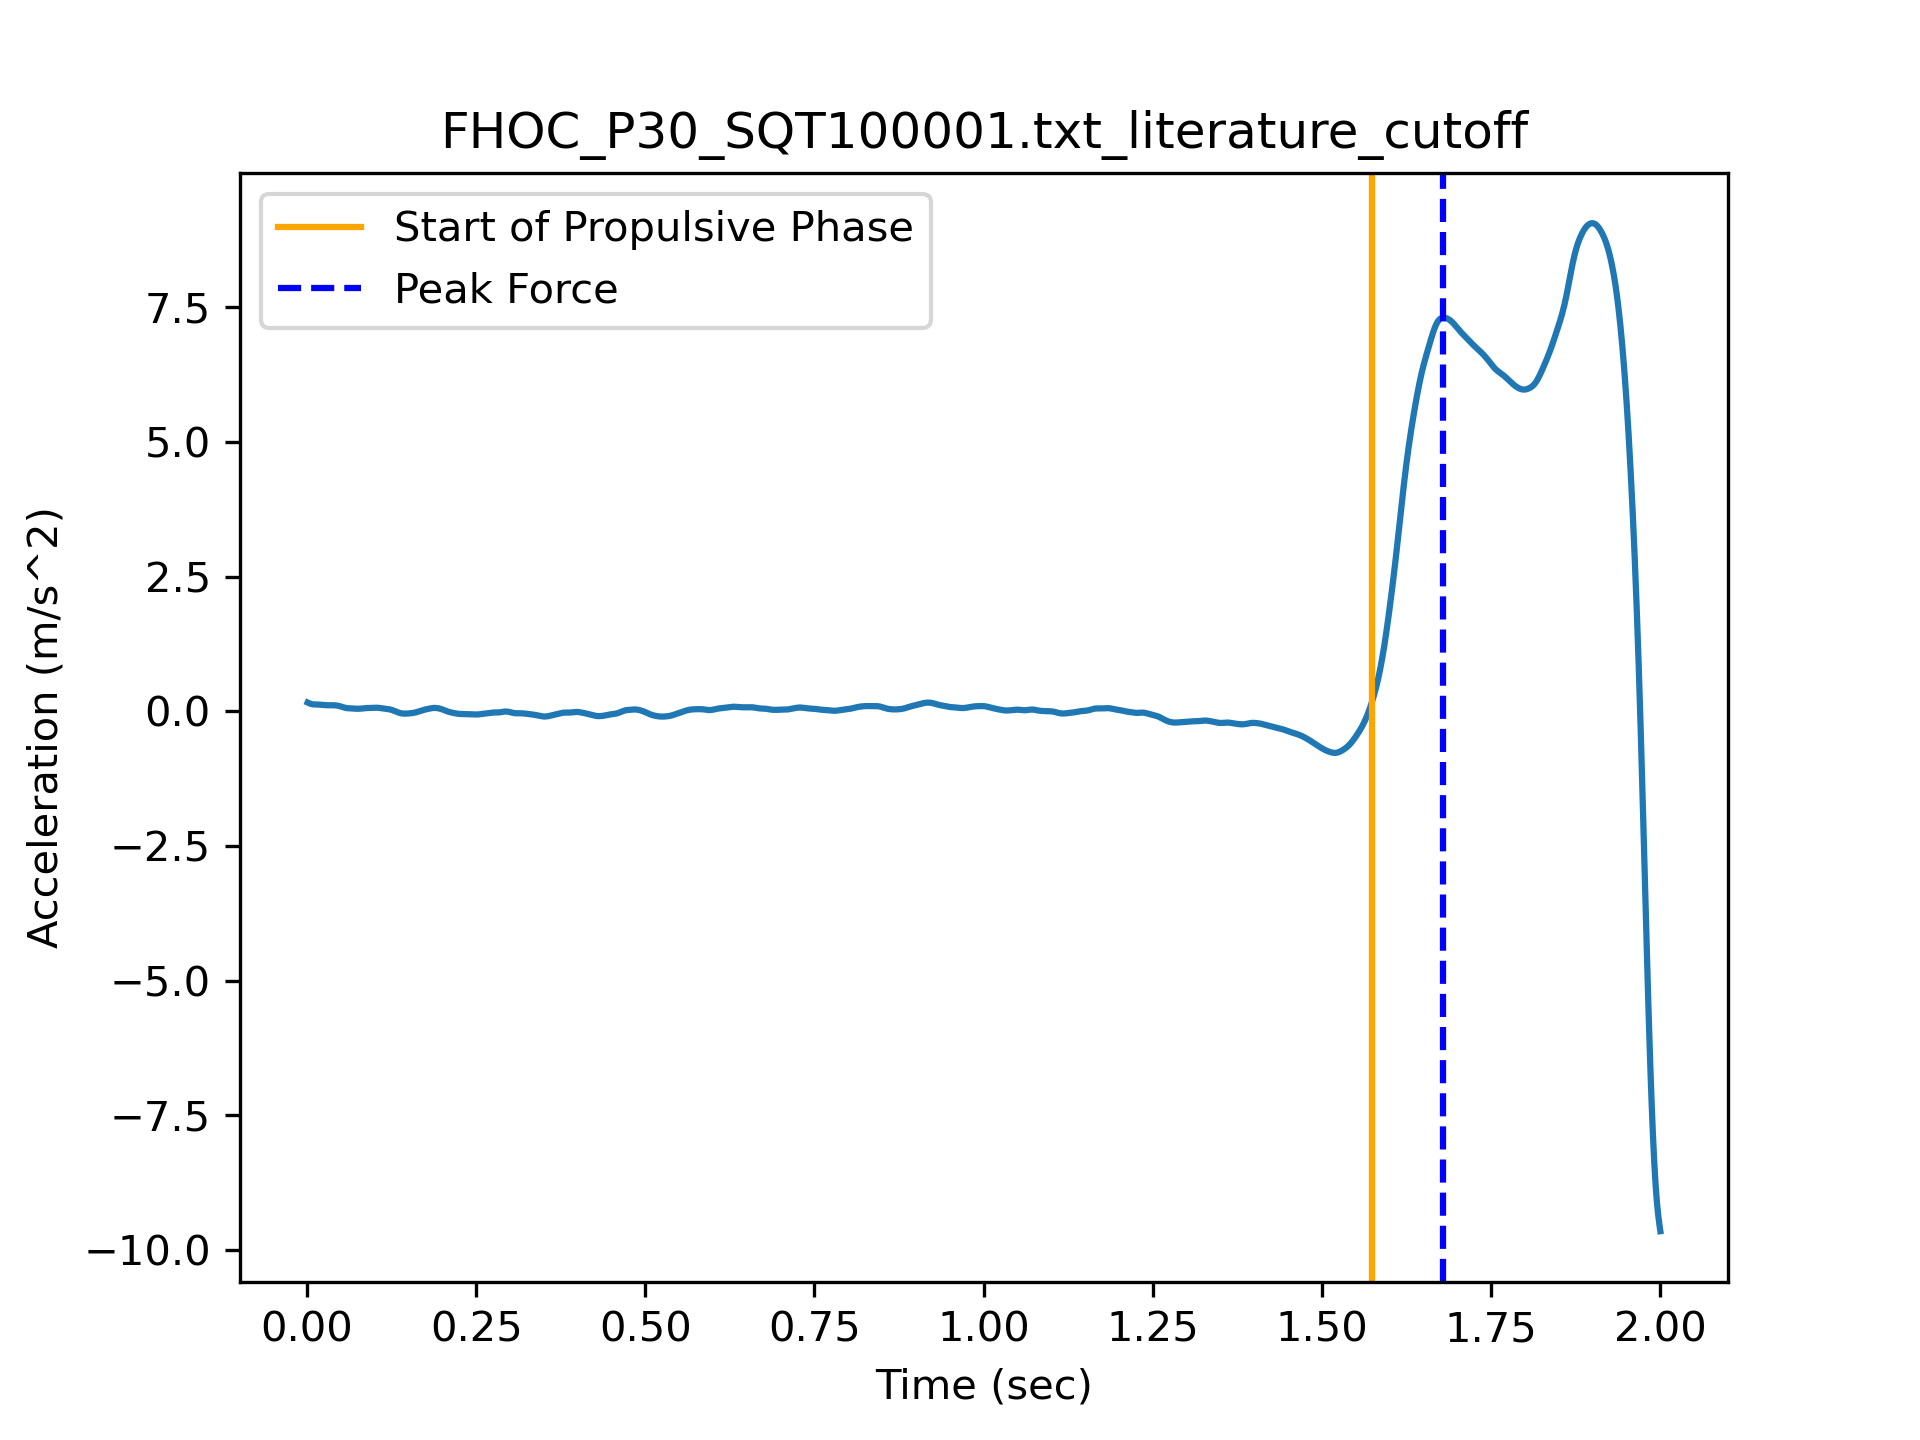 FHOC_P30_SQT100001.txt_literature_cutoff
Start of Propulsive Phase
Peak Force
7.5
5.0
2.5
0.0
−2.5
−5.0
−7.5
−10.0
Acceleration (m/s^2)
0.00 0.25 0.50 0.75 1.00 1.25 1.50 1.75 2.00
Time (sec)